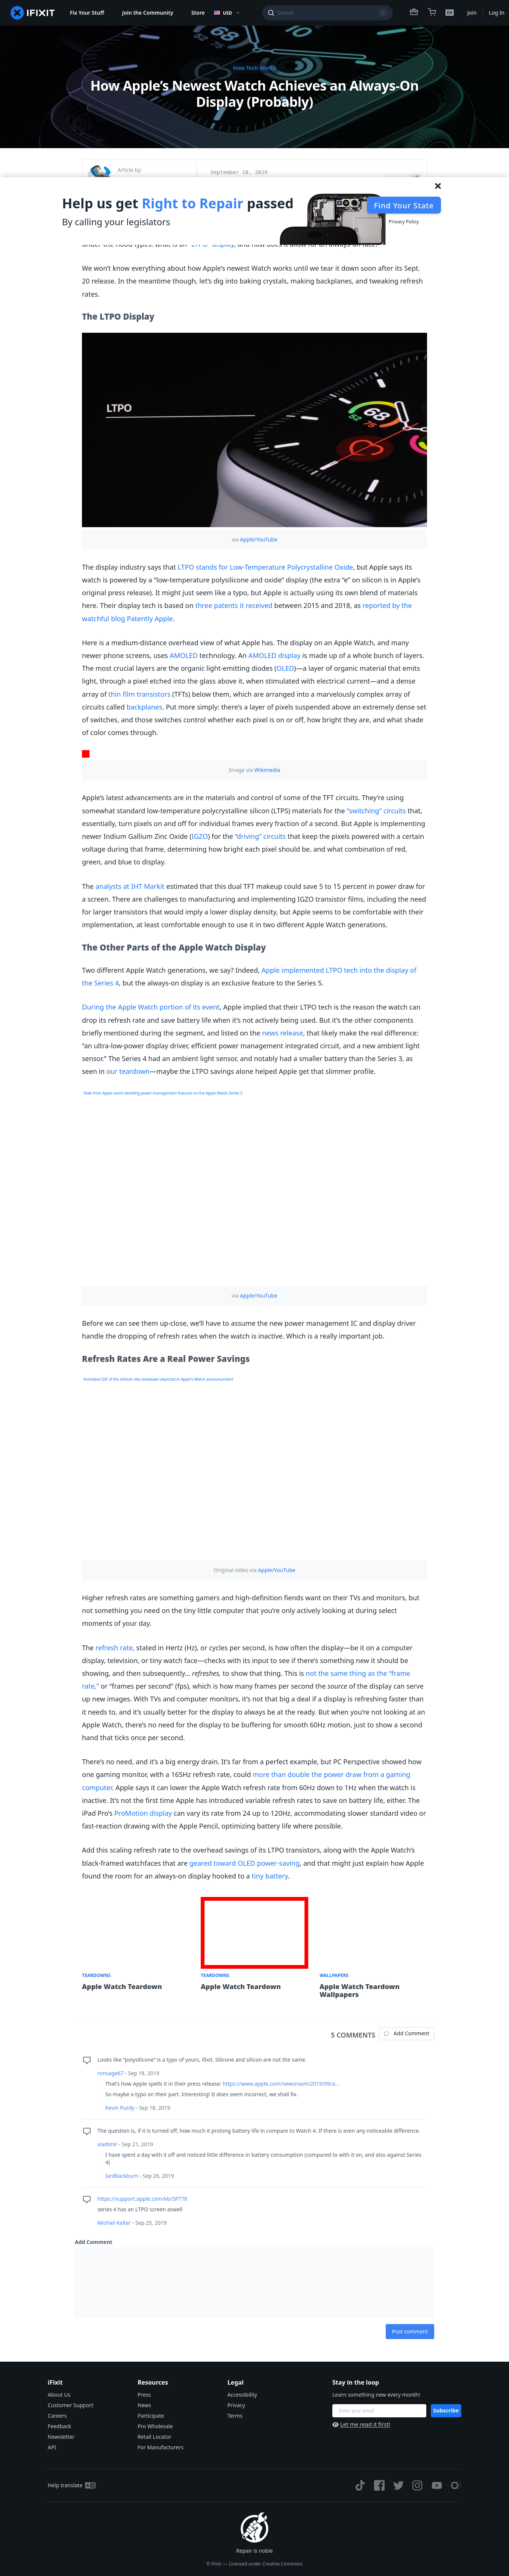 IFIXIT
Fix Your Stuff
Join the Community
Store
USD
Search
/
Join
Log In
How Tech Works
How Apple’s Newest Watch Achieves an Always-On
Display (Probably)
Article by:
September 18, 2019
Help us get Right to Repair passed
By calling your legislators
Find Your State
Privacy Policy
We won’t know everything about how Apple’s newest Watch works until we tear it down soon after its Sept.
20 release. In the meantime though, let’s dig into baking crystals, making backplanes, and tweaking refresh
rates.
The LTPO Display
LTPO
68
via Apple/YouTube
The display industry says that LTPO stands for Low-Temperature Polycrystalline Oxide, but Apple says its
watch is powered by a “low-temperature polysilicone and oxide” display (the extra “e” on silicon is in Apple’s
original press release). It might just look like a typo, but Apple is actually using its own blend of materials
here. Their display tech is based on three patents it received between 2015 and 2018, as reported by the
watchful blog Patently Apple.
Here is a medium-distance overhead view of what Apple has. The display on an Apple Watch, and many
newer phone screens, uses AMOLED technology. An AMOLED display is made up of a whole bunch of layers.
The most crucial layers are the organic light-emitting diodes (OLED)—a layer of organic material that emits
light, through a pixel etched into the glass above it, when stimulated with electrical current—and a dense
array of thin film transistors (TFTs) below them, which are arranged into a marvelously complex array of
circuits called backplanes. Put more simply: there’s a layer of pixels suspended above an extremely dense set
of switches, and those switches control whether each pixel is on or off, how bright they are, and what shade
of color comes through.
Image via Wikimedia
Apple’s latest advancements are in the materials and control of some of the TFT circuits. They’re using
somewhat standard low-temperature polycrystalline silicon (LTPS) materials for the “switching” circuits that,
essentially, turn pixels on and off for individual frames every fraction of a second. But Apple is implementing
newer Indium Gallium Zinc Oxide (IGZO) for the “driving” circuits that keep the pixels powered with a certain
voltage during that frame, determining how bright each pixel should be, and what combination of red,
green, and blue to display.
The analysts at IHT Markit estimated that this dual TFT makeup could save 5 to 15 percent in power draw for
a screen. There are challenges to manufacturing and implementing IGZO transistor films, including the need
for larger transistors that would imply a lower display density, but Apple seems to be comfortable with their
implementation, at least comfortable enough to use it in two different Apple Watch generations.
The Other Parts of the Apple Watch Display
Two different Apple Watch generations, we say? Indeed, Apple implemented LTPO tech into the display of
the Series 4, but the always-on display is an exclusive feature to the Series 5.
During the Apple Watch portion of its event, Apple implied that their LTPO tech is the reason the watch can
drop its refresh rate and save battery life when it’s not actively being used. But it’s the other components
briefly mentioned during the segment, and listed on the news release, that likely make the real difference:
“an ultra-low-power display driver, efficient power management integrated circuit, and a new ambient light
sensor.” The Series 4 had an ambient light sensor, and notably had a smaller battery than the Series 3, as
seen in our teardown—maybe the LTPO savings alone helped Apple get that slimmer profile.
Slide from Apple event detailing power-management features on the Apple Watch Series 5
via Apple/YouTube
Before we can see them up-close, we’ll have to assume the new power management IC and display driver
handle the dropping of refresh rates when the watch is inactive. Which is a really important job.
Refresh Rates Are a Real Power Savings
Animated GIF of the refresh rate slowdown depicted in Apple’s Watch announcement
Original video via Apple/YouTube
Higher refresh rates are something gamers and high-definition fiends want on their TVs and monitors, but
not something you need on the tiny little computer that you’re only actively looking at during select
moments of your day.
The refresh rate, stated in Hertz (Hz), or cycles per second, is how often the display—be it on a computer
display, television, or tiny watch face—checks with its input to see if there’s something new it should be
showing, and then subsequently… refreshes, to show that thing. This is not the same thing as the “frame
rate,” or “frames per second” (fps), which is how many frames per second the source of the display can serve
up new images. With TVs and computer monitors, it’s not that big a deal if a display is refreshing faster than
it needs to, and it’s usually better for the display to always be at the ready. But when you’re not looking at an
Apple Watch, there’s no need for the display to be buffering for smooth 60Hz motion, just to show a second
hand that ticks once per second.
There’s no need, and it’s a big energy drain. It’s far from a perfect example, but PC Perspective showed how
one gaming monitor, with a 165Hz refresh rate, could more than double the power draw from a gaming
computer. Apple says it can lower the Apple Watch refresh rate from 60Hz down to 1Hz when the watch is
inactive. It’s not the first time Apple has introduced variable refresh rates to save on battery life, either. The
iPad Pro’s ProMotion display can vary its rate from 24 up to 120Hz, accommodating slower standard video or
fast-reaction drawing with the Apple Pencil, optimizing battery life where possible.
Add this scaling refresh rate to the overhead savings of its LTPO transistors, along with the Apple Watch’s
black-fronted watchfaces that are geared toward OLED power-saving, and that might just explain how Apple
found the room for an always-on display hooked to a tiny battery.
TEARDOWNS
Apple Watch Teardown
TEARDOWNS
Apple Watch Teardown
WALLPAPERS
Apple Watch Teardown
Wallpapers
5 COMMENTS
Add Comment
Looks like “polysilicone” is a typo of yours, iFixit. Silicone and silicon are not the same.
ronsage67 - Sep 18, 2019
That’s how Apple spells it in their press release: https://www.apple.com/newsroom/2019/09/a...
So maybe a typo on their part. Interesting! It does seem incorrect, we shall fix.
Kevin Purdy - Sep 18, 2019
The question is, if it is turned off, how much it prolong battery life in compare to Watch 4. If there is even any noticeable difference.
vladimir - Sep 21, 2019
I have spent a day with it off and noticed little difference in battery consumption (compared to with it on, and also against Series
4)
IanBlackburn - Sep 26, 2019
https://support.apple.com/kb/SP778
series 4 has an LTPO screen aswell
Michiel Kalter - Sep 25, 2019
Add Comment
Post comment
iFixit
About Us
Customer Support
Careers
Feedback
Newsletter
API
Resources
Press
News
Participate
Pro Wholesale
Retail Locator
For Manufacturers
Legal
Accessibility
Privacy
Terms
Stay in the loop
Learn something new every month!
Enter your email
Subscribe
Let me read it first!
Help translate
Repair is noble
© iFixit — Licensed under Creative Commons